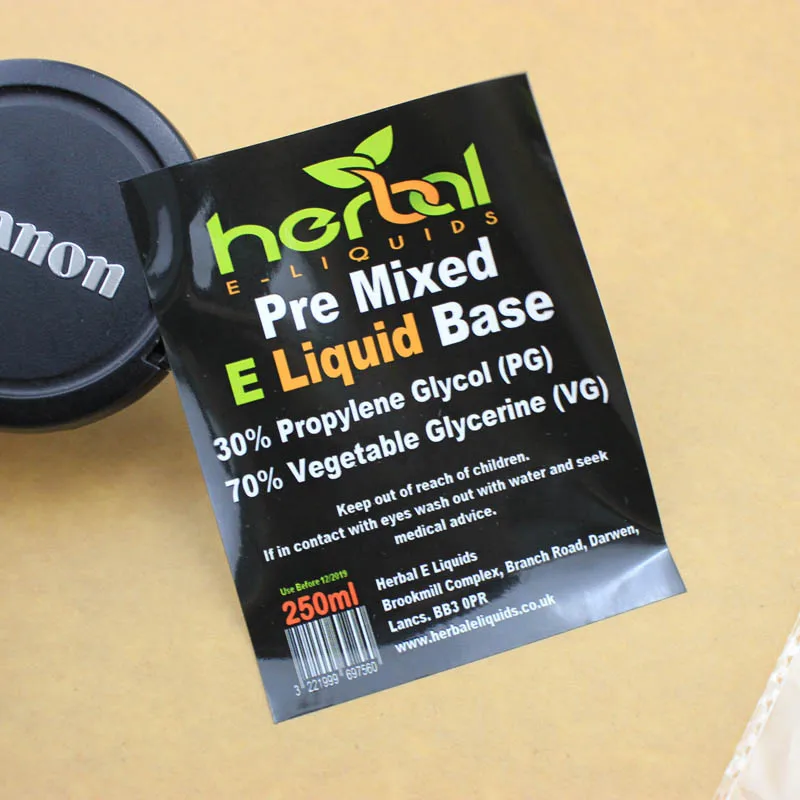 anon
herbal
E-LIQUIDS
Pre Mixed
E Liquid Base
30% Propylene Glycol (PG)
70% Vegetable Glycerine (VG)
Keep out of reach of children.
If in contact with eyes wash out with water and seek
medical advice.
Use Before 12/2019
250ml
3 221999 697560
Herbal E Liquids
Brookmill Complex, Branch Road, Darwen,
Lancs, BB3 0PR
www.herbaleliquids.co.uk